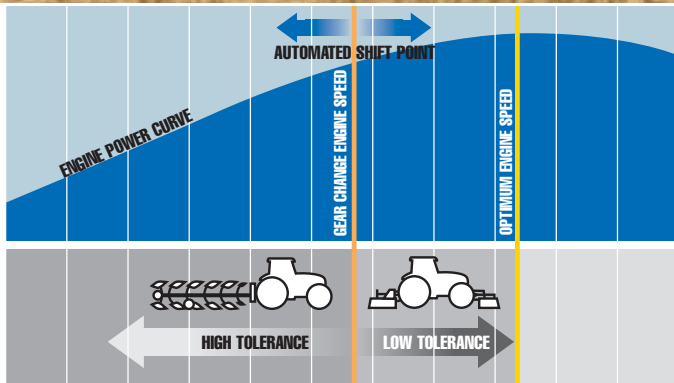 AUTOMATED SHIFT POINT
ENGINE POWER CURVE
GEAR CHANGE ENGINE SPEED
OPTIMUM ENGINE SPEED
HIGH TOLERANCE
LOW TOLERANCE